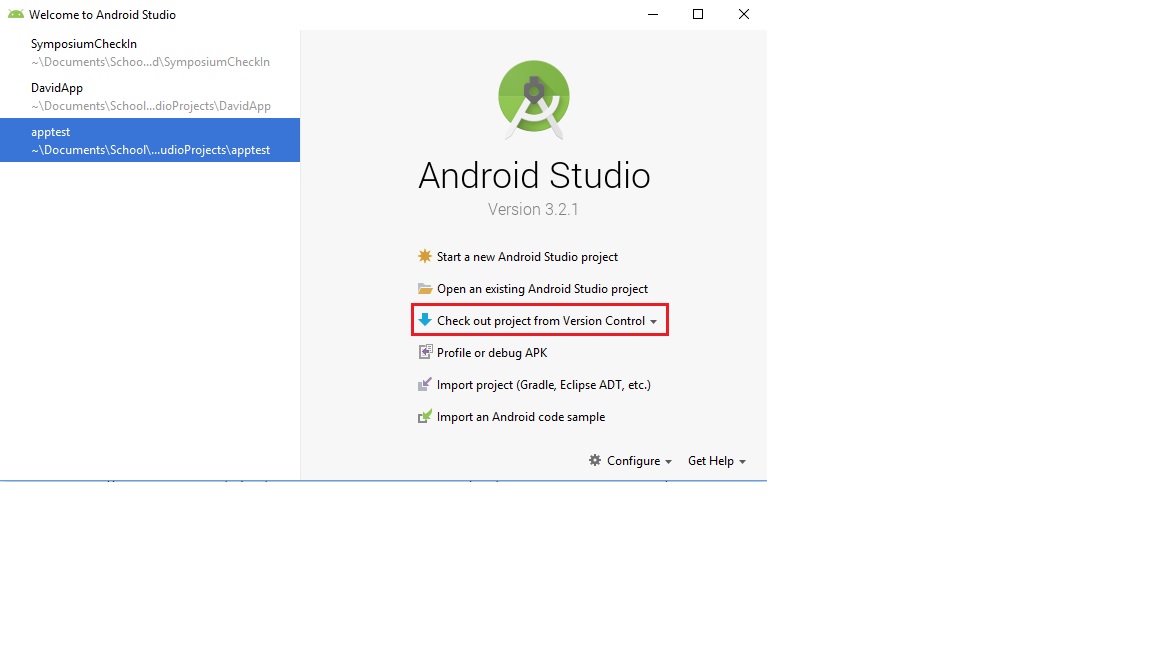 Welcome to Android Studio
SymposiumCheckIn
~\Documents\Schoo...d\SymposiumCheckIn
DavidApp
~\Documents\School...dioProjects\DavidApp
apptest
~\Documents\School\...udioProjects\apptest
Android Studio
Version 3.2.1
Start a new Android Studio project
Open an existing Android Studio project
Check out project from Version Control
Profile or debug APK
Import project (Gradle, Eclipse ADT, etc.)
Import an Android code sample
Configure
Get Help